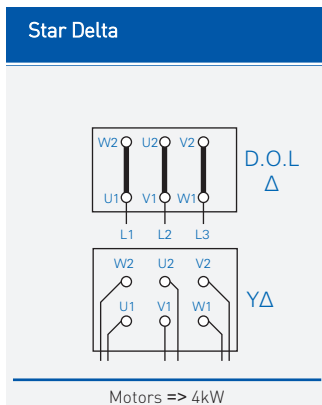 Star Delta
W2 U2 V2
D.O.L
Δ
U1 V1 W1
L1 L2 L3
W2 U2 V2
YΔ
U1 V1 W1
Motors => 4kW